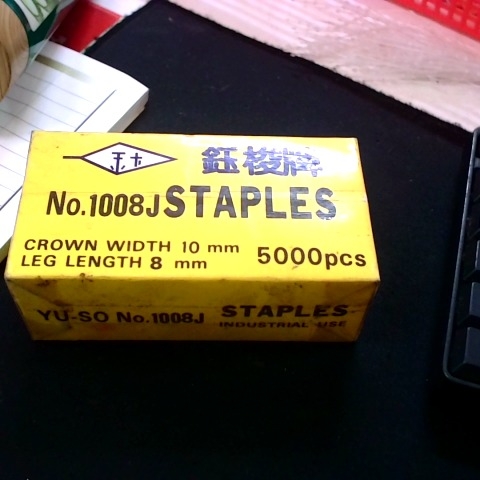 鈺梭牌
No.1008J STAPLES
CROWN WIDTH 10 mm
LEG LENGTH 8 mm
5000pcs
YU-SO No.1008J STAPLES
INDUSTRIAL USE